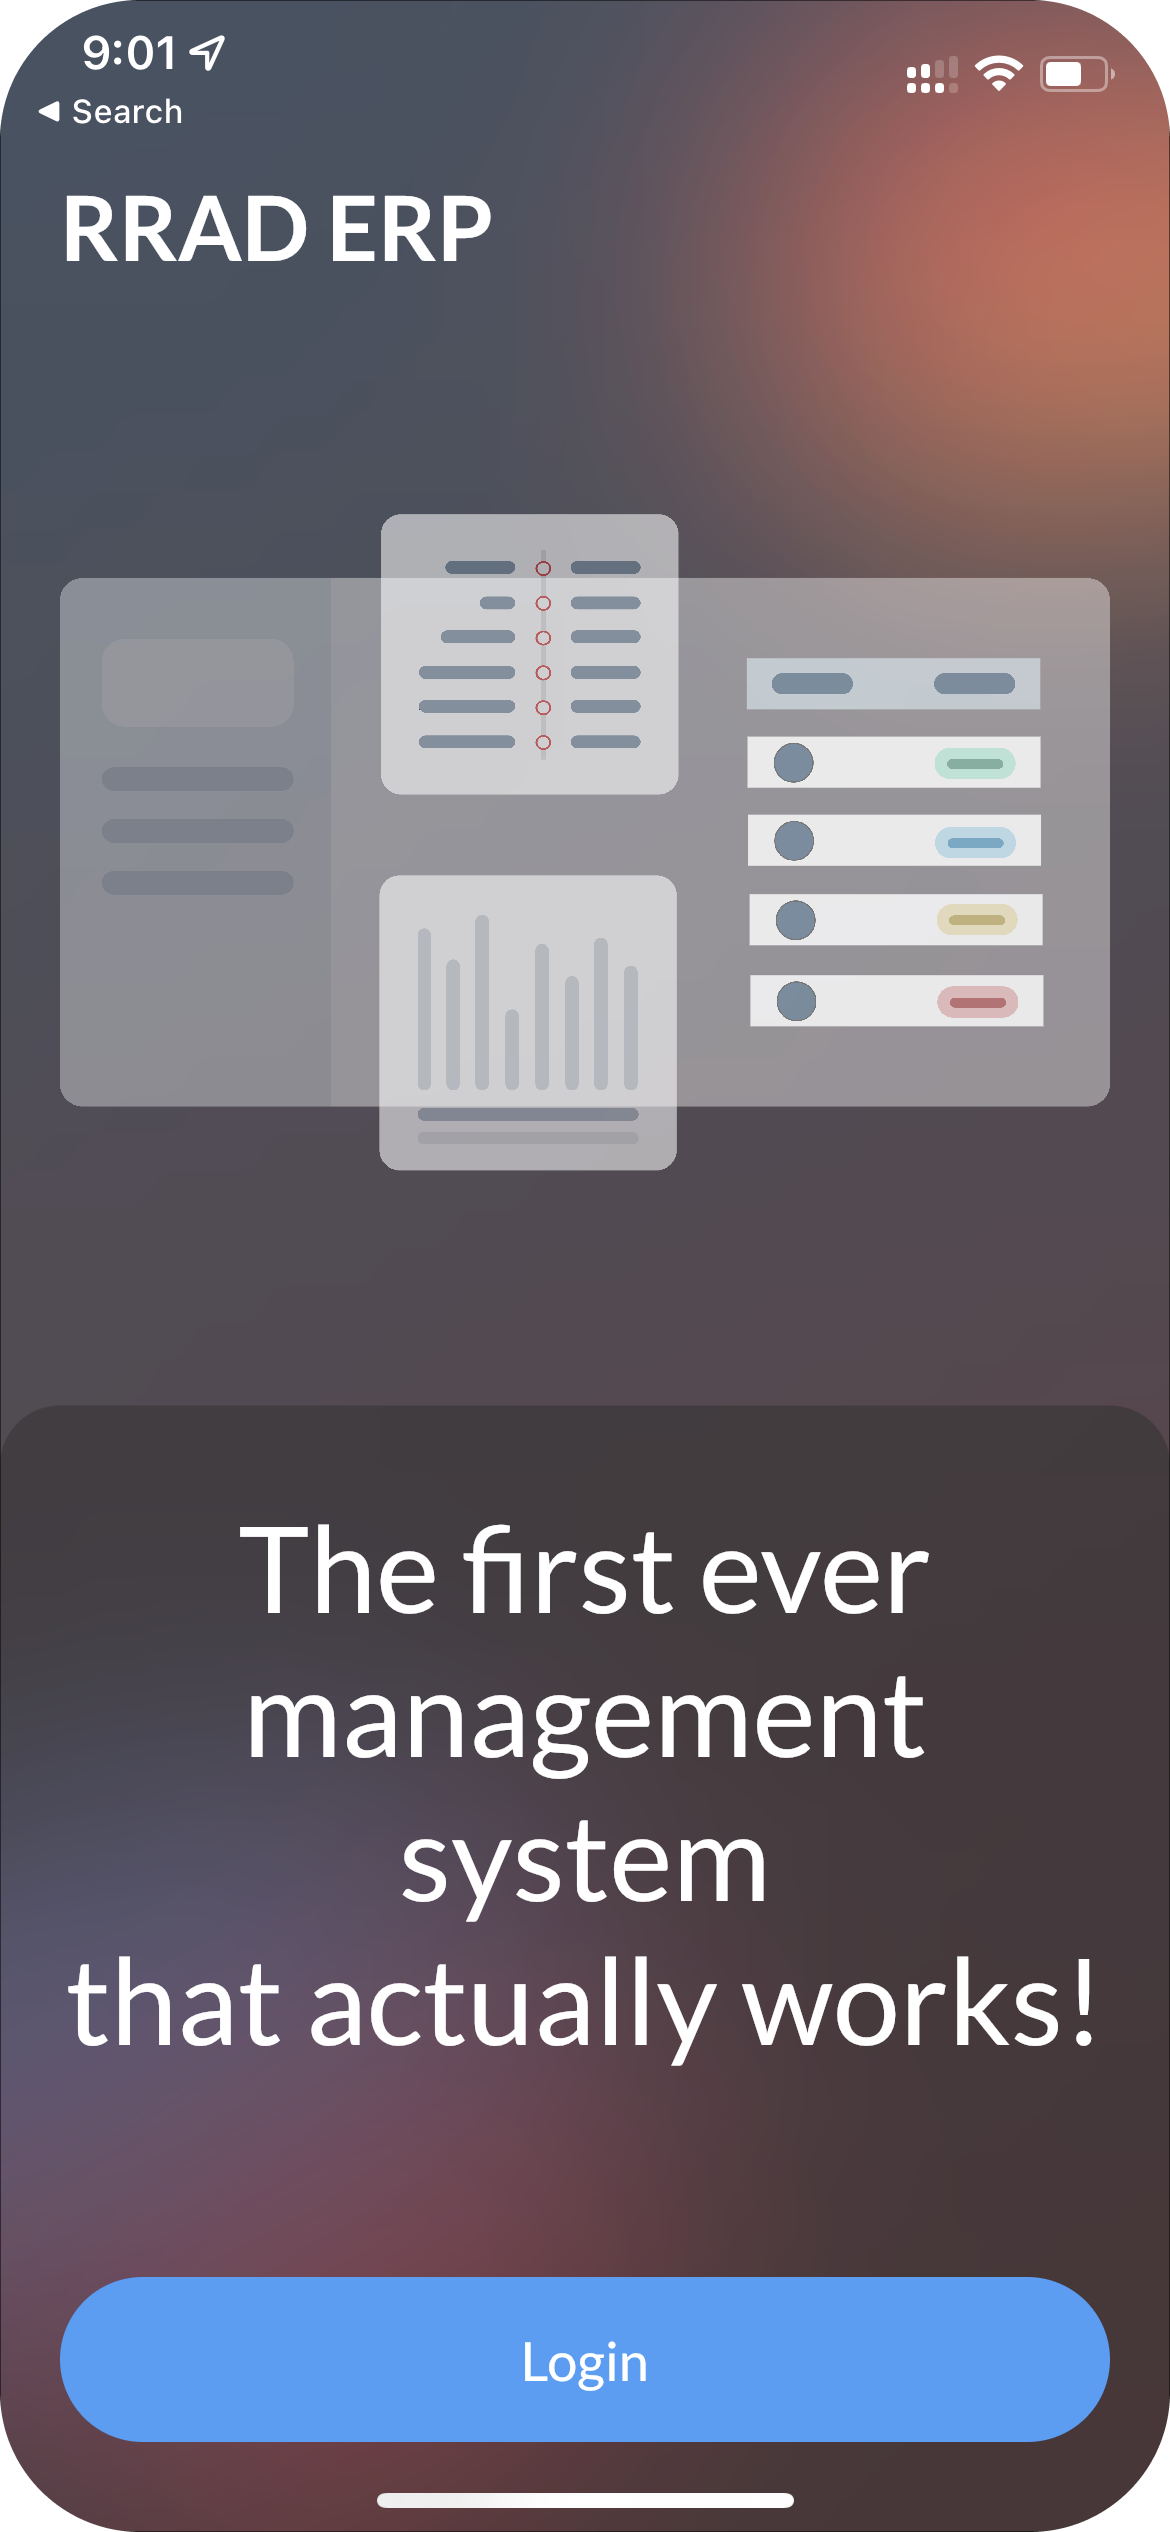 9:01
Search
RRAD ERP
The first ever
management
system
that actually works!
Login